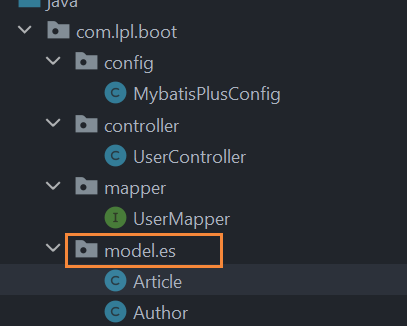 java
com.lpl.boot
config
C MybatisPlusConfig
controller
C UserController
mapper
I UserMapper
model.es
C Article
C Author